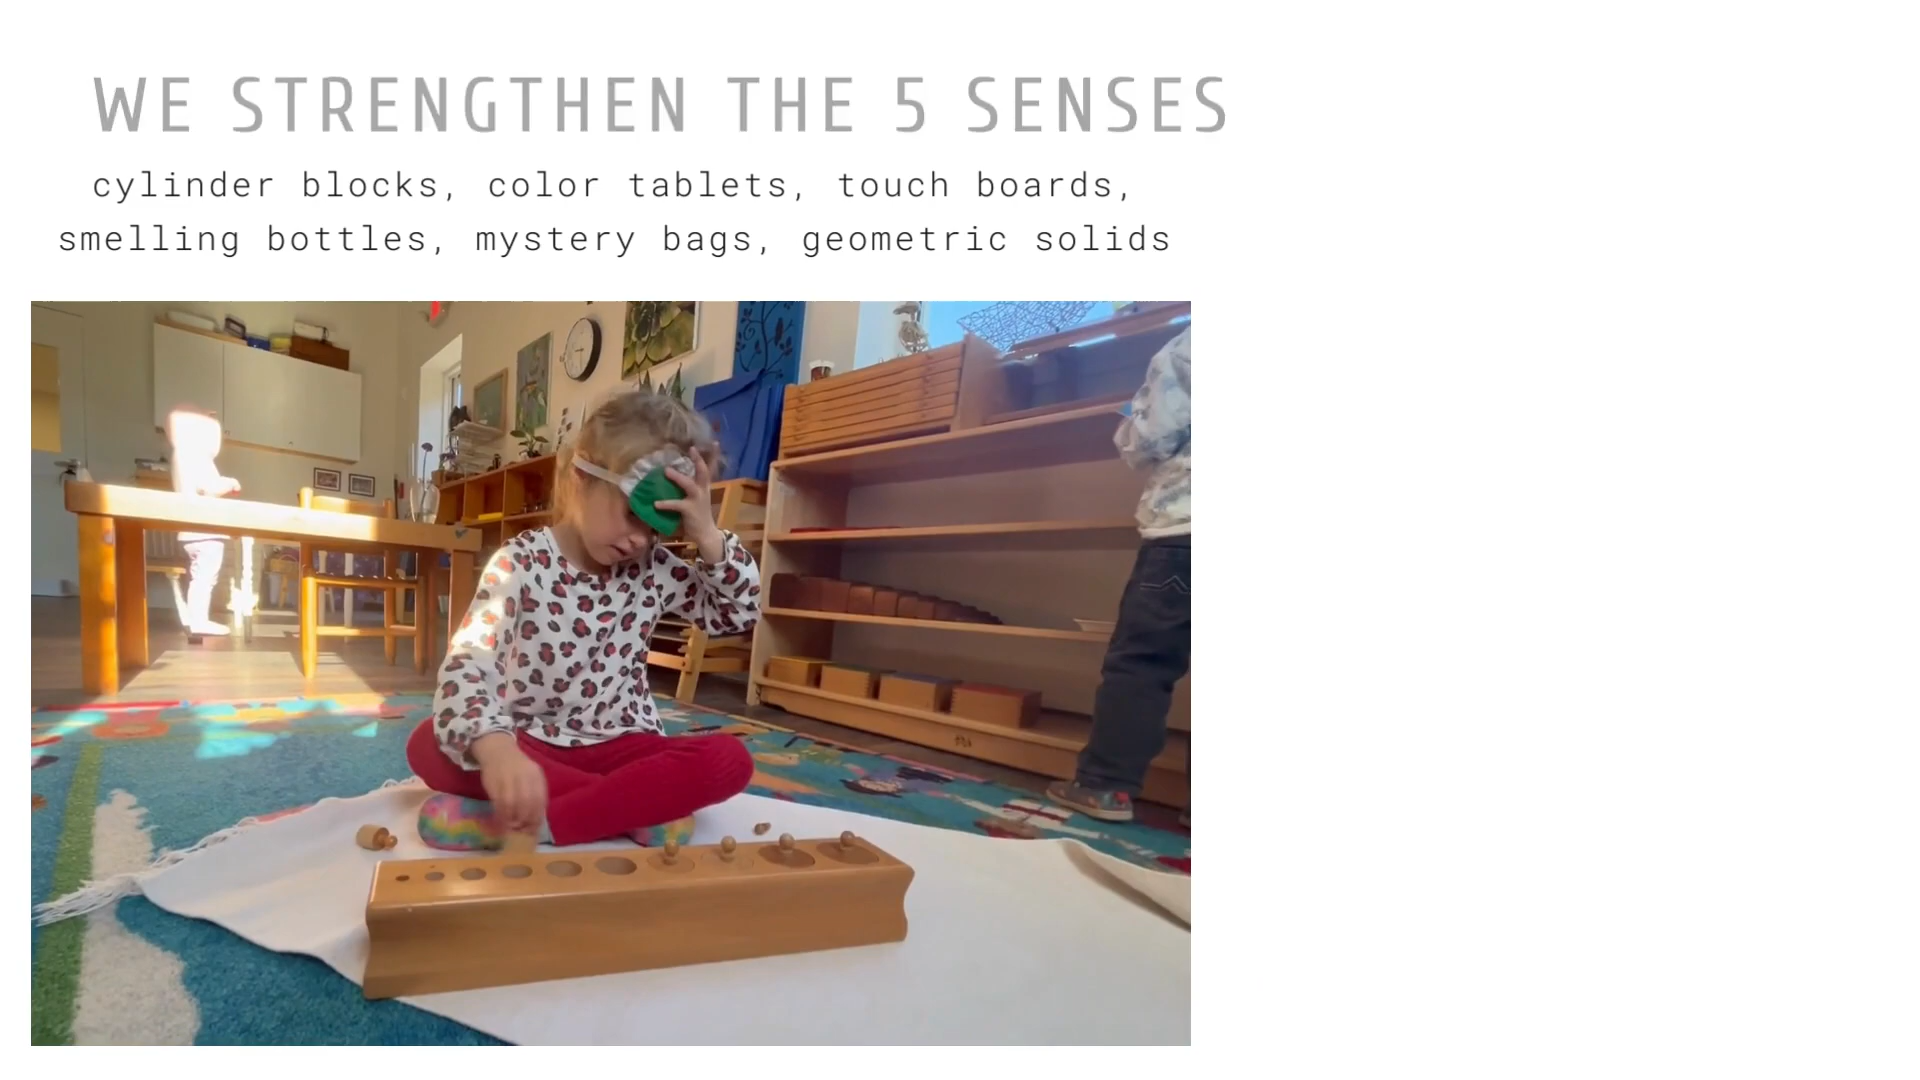 WE STRENGTHEN THE 5 SENSES
cylinder blocks, color tablets, touch boards,
smelling bottles, mystery bags, geometric solids